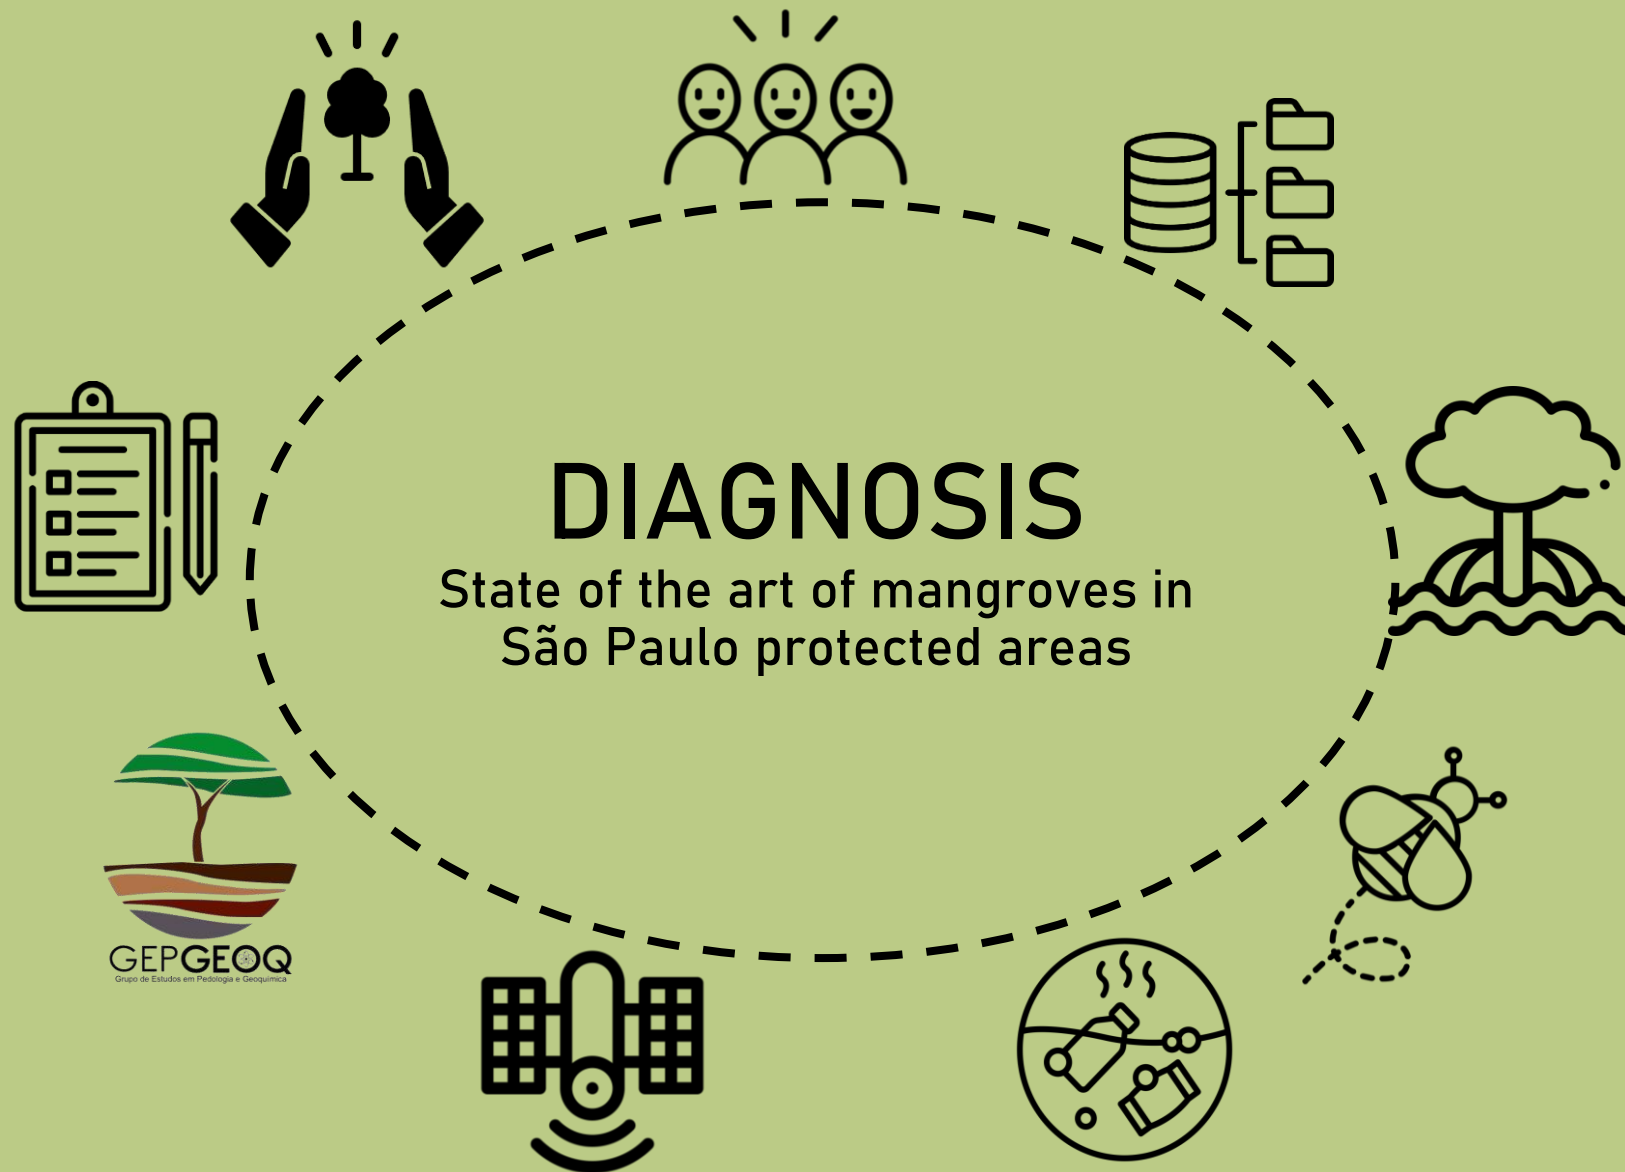 DIAGNOSIS
State of the art of mangroves in
São Paulo protected areas
GEPGEOQ
Grupo de Estudos em Pedologia e Geoquímica